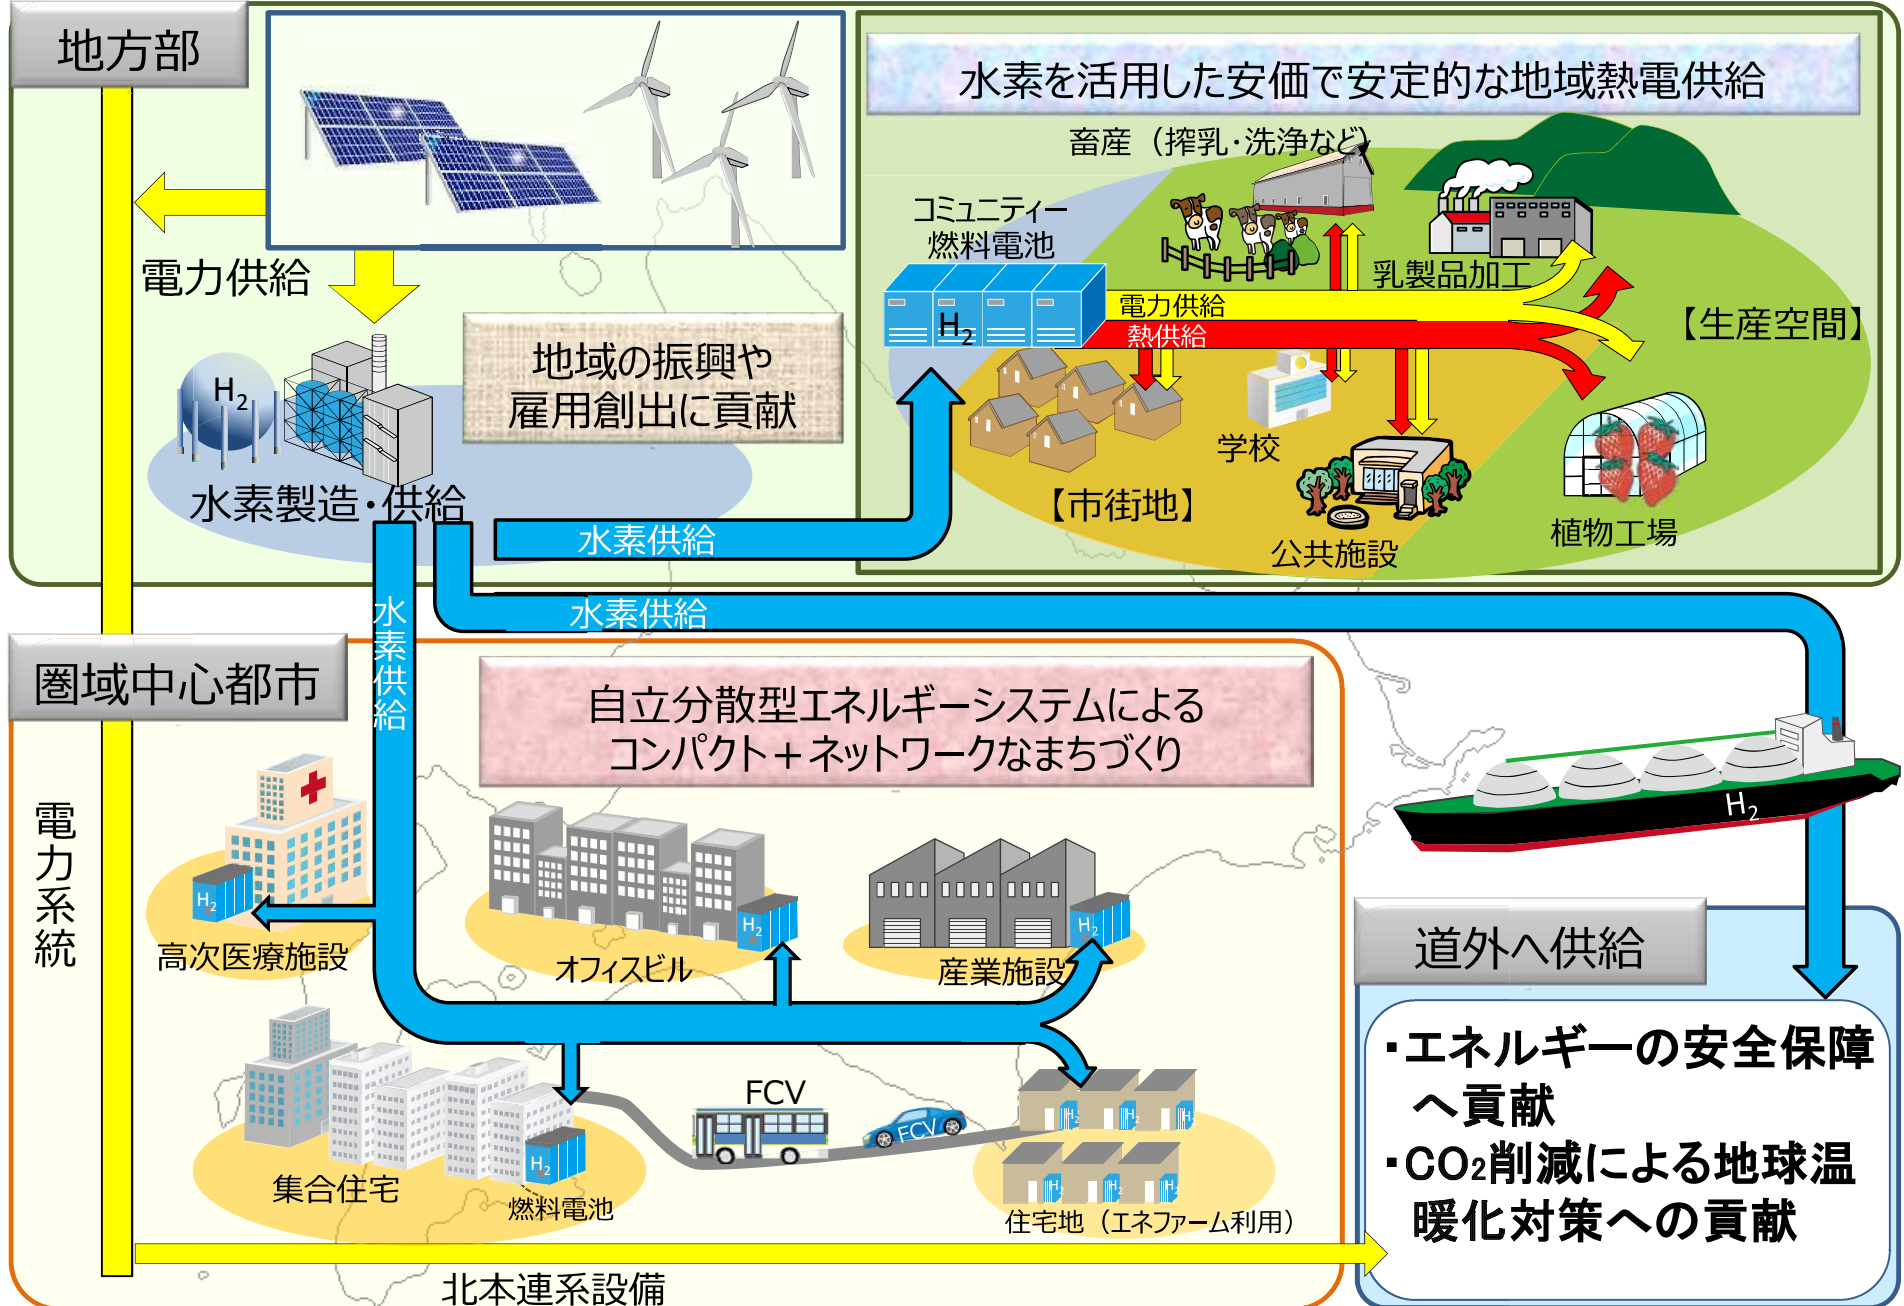 地方部
水素を活用した安価で安定的な地域熱電供給
畜産（搾乳・洗浄など）
コミュニティー
燃料電池
H2
電力供給
熱供給
乳製品加工
【生産空間】
電力供給
H2
地域の振興や
雇用創出に貢献
水素製造・供給
学校
【市街地】
公共施設
植物工場
水素供給
水素供給
水素供給
圏域中心都市
自立分散型エネルギーシステムによる
コンパクト＋ネットワークなまちづくり
H2
電力系統
H2
高次医療施設
H2
オフィスビル
H2
産業施設
道外へ供給
・エネルギーの安全保障
へ貢献
・CO2削減による地球温
暖化対策への貢献
FCV
FCV
H2
集合住宅
燃料電池
H2
H2
H2
H2
H2
H2
住宅地（エネファーム利用）
北本連系設備